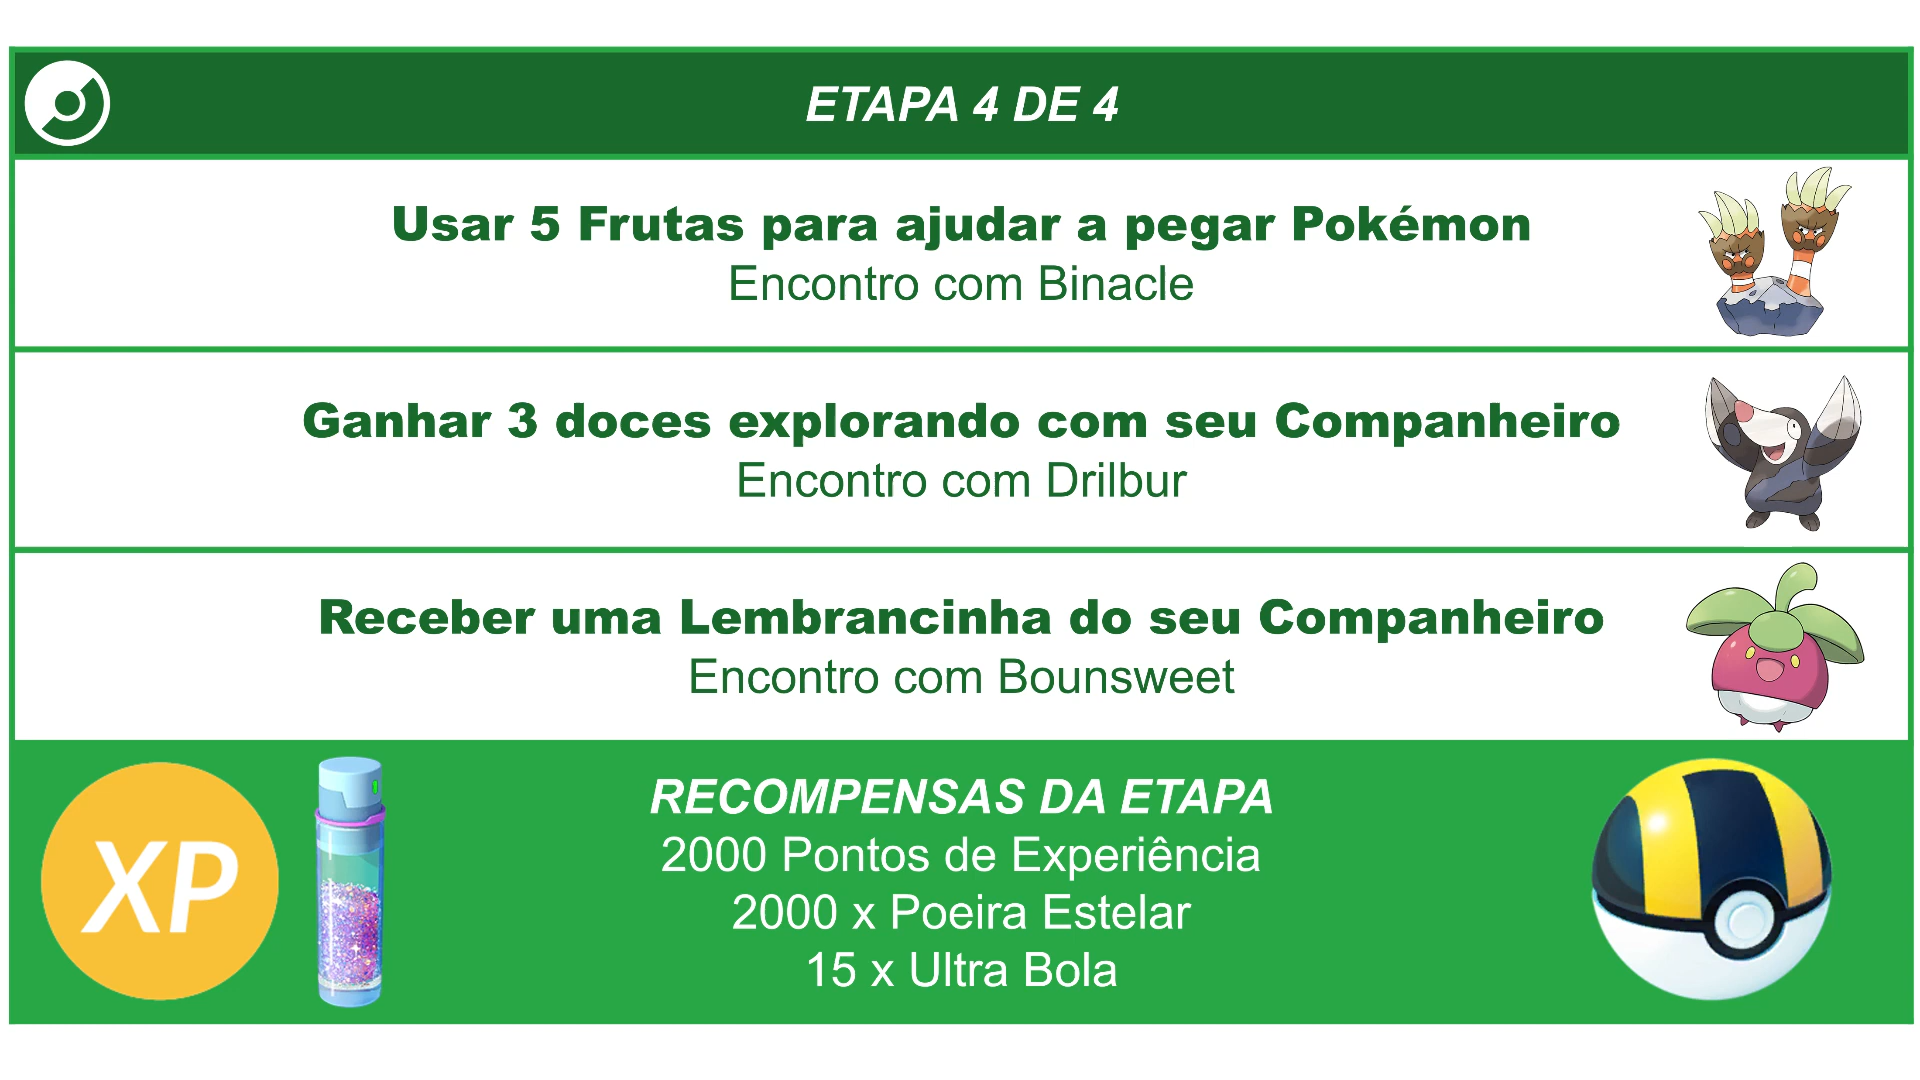 ETAPA 4 DE 4
Usar 5 Frutas para ajudar a pegar Pokémon
Encontro com Binacle
Ganhar 3 doces explorando com seu Companheiro
Encontro com Drilbur
Receber uma Lembrancinha do seu Companheiro
Encontro com Bounsweet
XP
RECOMPENSAS DA ETAPA
2000 Pontos de Experiência
2000 x Poeira Estelar
15 x Ultra Bola